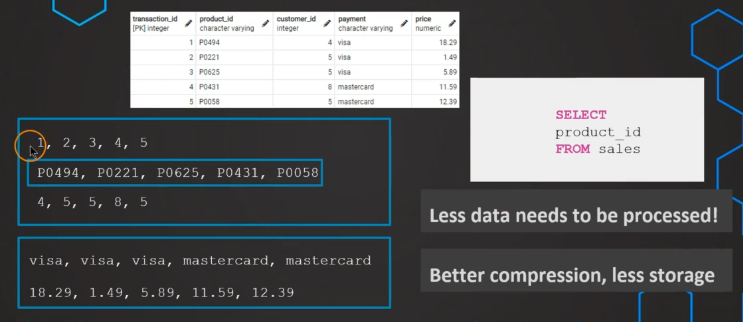 transaction_id product_id customer_id payment price
[PK] integer character varying integer character varying numeric
1 P0494 4 visa 18.29
2 P0221 5 visa 1.49
3 P0625 5 visa 5.89
4 P0431 8 mastercard 11.59
5 P0058 5 mastercard 12.39
1, 2, 3, 4, 5
P0494, P0221, P0625, P0431, P0058
4, 5, 5, 8, 5
visa, visa, visa, mastercard, mastercard
18.29, 1.49, 5.89, 11.59, 12.39
SELECT
product_id
FROM sales
Less data needs to be processed!
Better compression, less storage